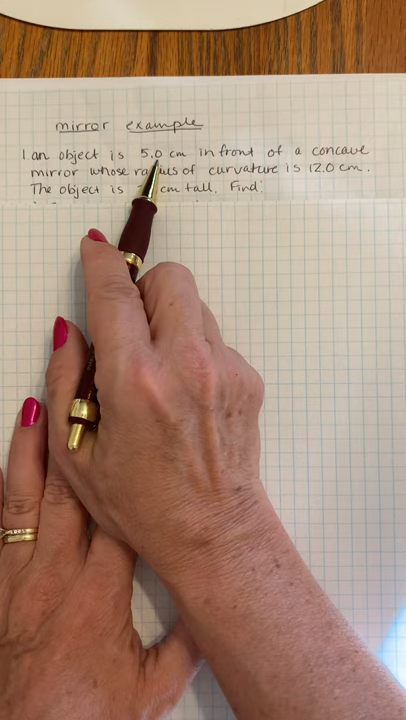 mirror example
1 an object is 5.0 cm in front of a concave
mirror whose radius of curvature is 12.0 cm.
The object is cm tall. Find: